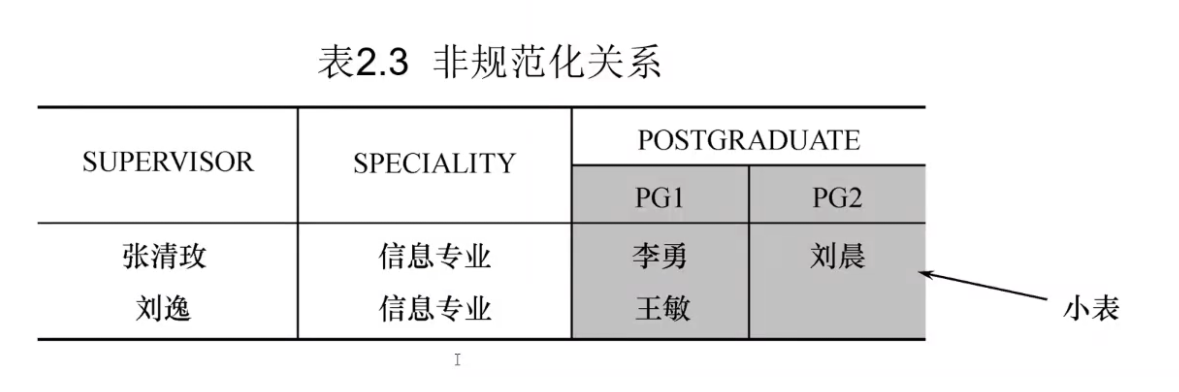 表2.3 非规范化关系
SUPERVISOR SPECIALITY POSTGRADUATE
PG1 PG2
张清玫 信息专业 李勇 刘晨
刘逸 信息专业 王敏
小表